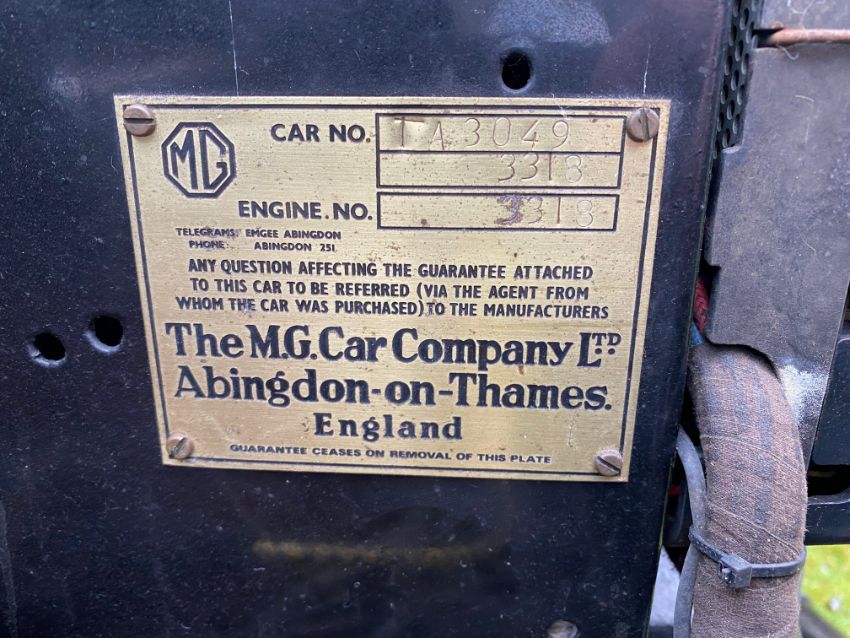 MG
CAR NO. TA3049
3318
ENGINE. NO. 3318
TELEGRAMS: EMGEE ABINGDON
PHONE: ABINGDON 251.
ANY QUESTION AFFECTING THE GUARANTEE ATTACHED
TO THIS CAR TO BE REFERRED (VIA THE AGENT FROM
WHOM THE CAR WAS PURCHASED) TO THE MANUFACTURERS
The M.G. Car Company LTD
Abingdon-on-Thames.
England
GUARANTEE CEASES ON REMOVAL OF THIS PLATE